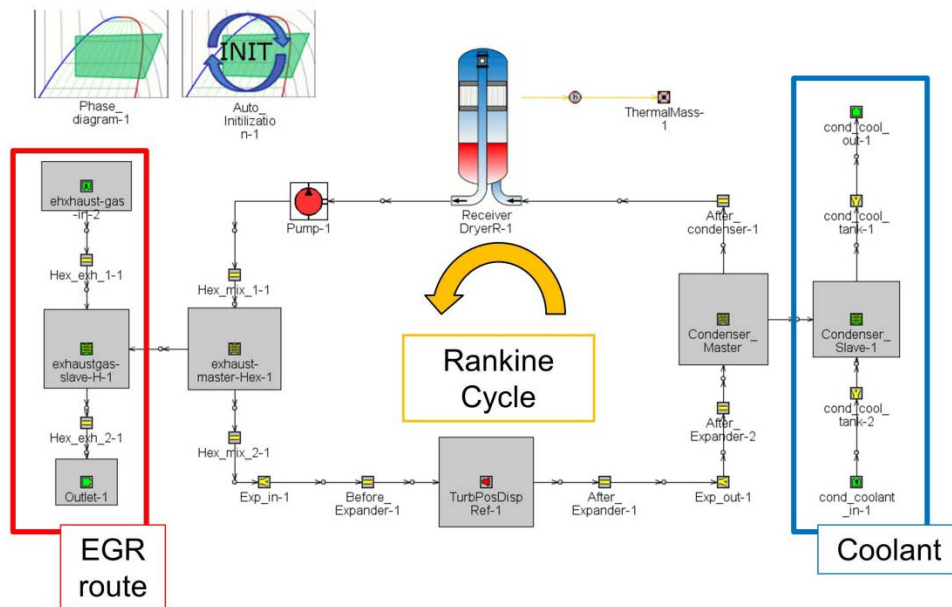 INIT
Phase_
diagram-1
Auto_
Initilizatio
n-1
ThermalMass-
1
cond_cool_
out-1
ehxhaust-gas
-in-2
Pump-1
Receiver
DryerR-1
After_
condenser-1
cond_cool_
tank-1
Hex_exh_1-1
Hex_mix_1-1
exhaustgas-
slave-H-1
exhaust-
master-Hex-1
Rankine
Cycle
Condenser_
Master
Condenser_
Slave-1
Hex_exh_2-1
Hex_mix_2-1
After_
Expander-2
cond_cool_
tank-2
Outlet-1
Exp_in-1
Before_
Expander-1
TurbPosDisp
Ref-1
After_
Expander-1
Exp_out-1
cond_coolant
_in-1
EGR
route
Coolant